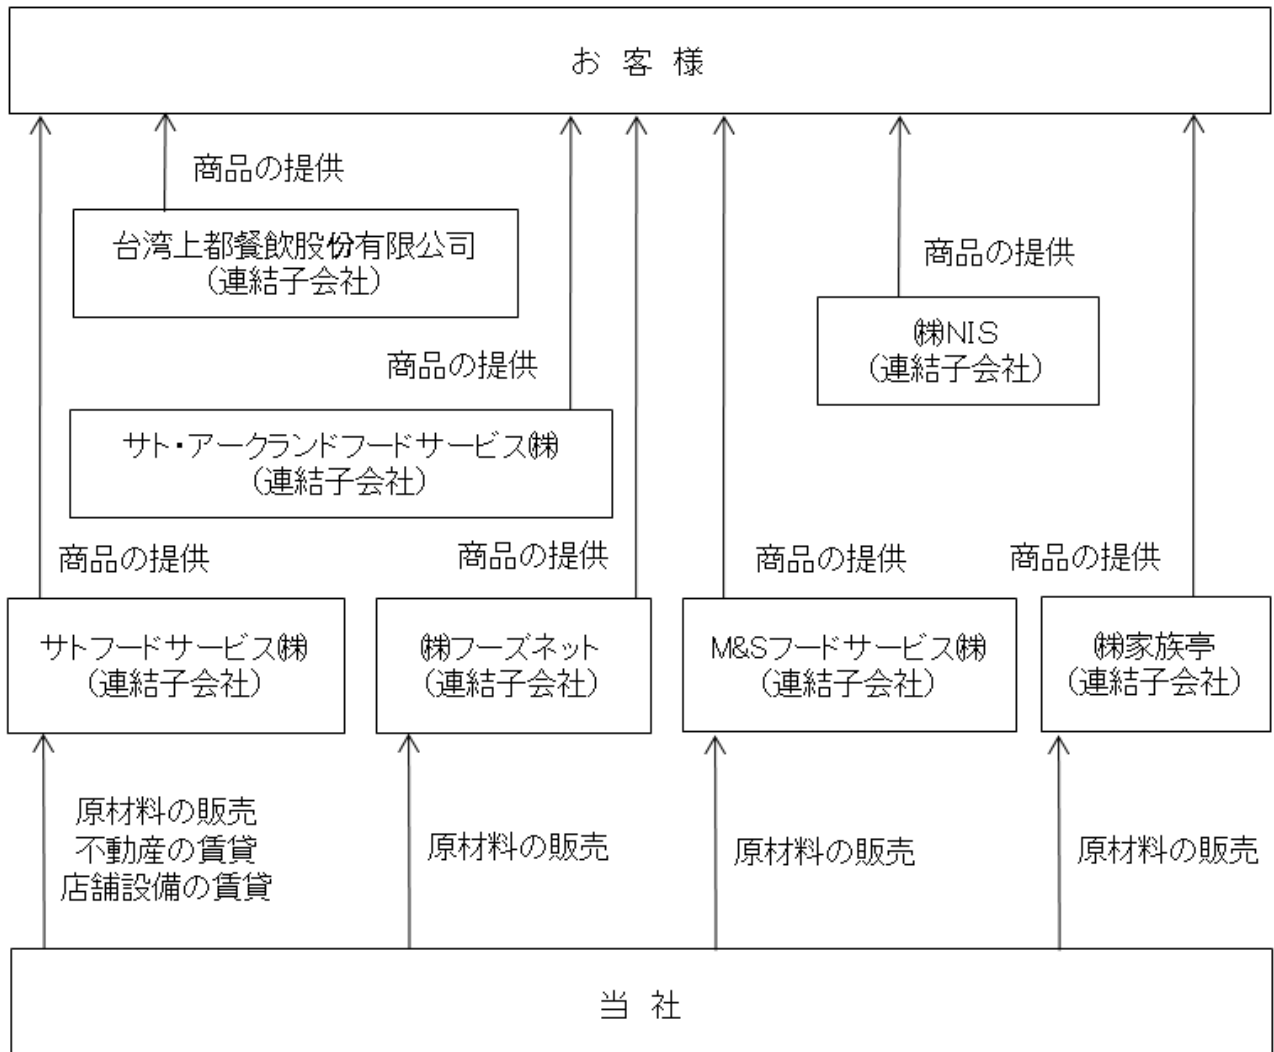 お 客 様
商品の提供
台湾上都餐飲股份有限公司
(連結子会社)
商品の提供
㈱NIS
(連結子会社)
商品の提供
サト・アークランドフードサービス㈱
(連結子会社)
商品の提供
商品の提供
商品の提供
商品の提供
サトフードサービス㈱
(連結子会社)
㈱フーズネット
(連結子会社)
M&Sフードサービス㈱
(連結子会社)
㈱家族亭
(連結子会社)
原材料の販売
不動産の賃貸
店舗設備の賃貸
原材料の販売
原材料の販売
原材料の販売
当 社